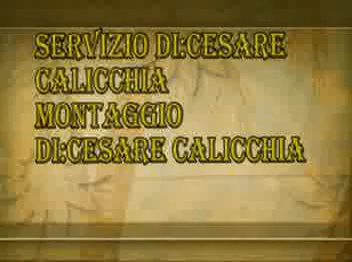 SERVIZIO DI:CESARE
CALICCHIA
MONTAGGIO
DI:CESARE CALICCHIA